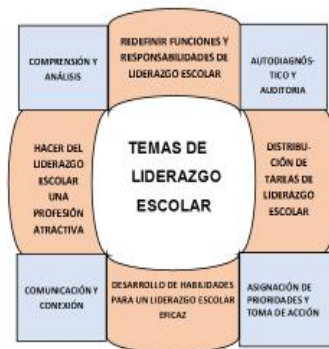 COMPRENSIÓN Y
ANÁLISIS
REDEFINIR FUNCIONES Y
RESPONSABILIDADES DE
LIDERAZGO ESCOLAR
AUTODIAGNÓS-
TICO Y
AUDITORIA
HACER DEL
LIDERAZGO
ESCOLAR
UNA
PROFESIÓN
ATRACTIVA
TEMAS DE
LIDERAZGO
ESCOLAR
DISTRIBU-
CIÓN DE
TAREAS DE
LIDERAZGO
ESCOLAR
COMUNICACIÓN Y
CONEXIÓN
DESARROLLO DE HABILIDADES
PARA UN LIDERAZGO ESCOLAR
EFICAZ
ASIGNACIÓN DE
PRIORIDADES Y
TOMA DE ACCIÓN